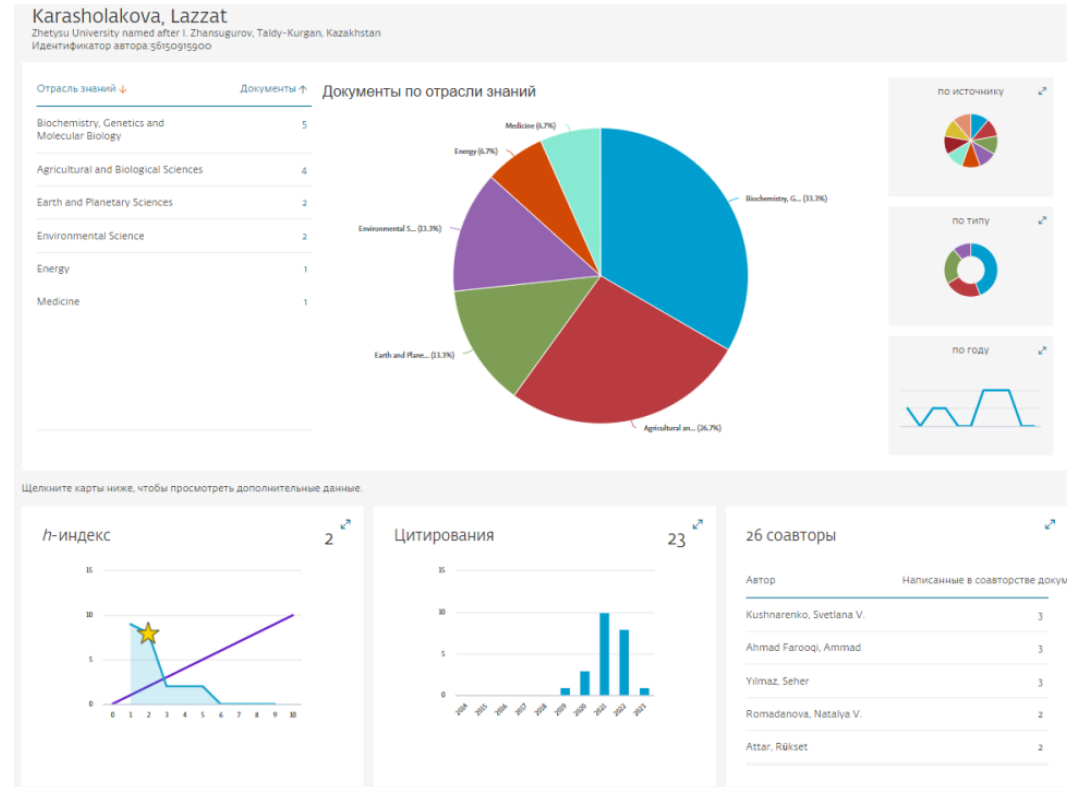 Karasholakova, Lazzat
Zhetysu University named after I. Zhansugurov, Taldy-Kurgan, Kazakhstan
Идентификатор автора:56150915900
Отрасль знаний ↓ Документы ↑
Biochemistry, Genetics and
Molecular Biology 5
Agricultural and Biological Sciences 4
Earth and Planetary Sciences 2
Environmental Science 2
Energy 1
Medicine 1
Документы по отрасли знаний
Medicine (6.7%)
Energy (6.7%)
Biochemistry, G... (33.3%)
Environmental S... (13.3%)
Earth and Plane... (13.3%)
Agricultural an... (26.7%)
по источнику
по типу
по году
Щелкните карты ниже, чтобы просмотреть дополнительные данные.
h-индекс 2
15
10
5
0
0 1 2 3 4 5 6 7 8 9 10
Цитирования 23
15
10
5
0
2014 2015 2016 2017 2018 2019 2020 2021 2022 2023
26 соавторы
Автор Написанные в соавторстве докум
Kushnarenko, Svetlana V. 3
Ahmad Farooqi, Ammad 3
Yılmaz, Seher 3
Romadanova, Natalya V. 2
Attar, Rükset 2